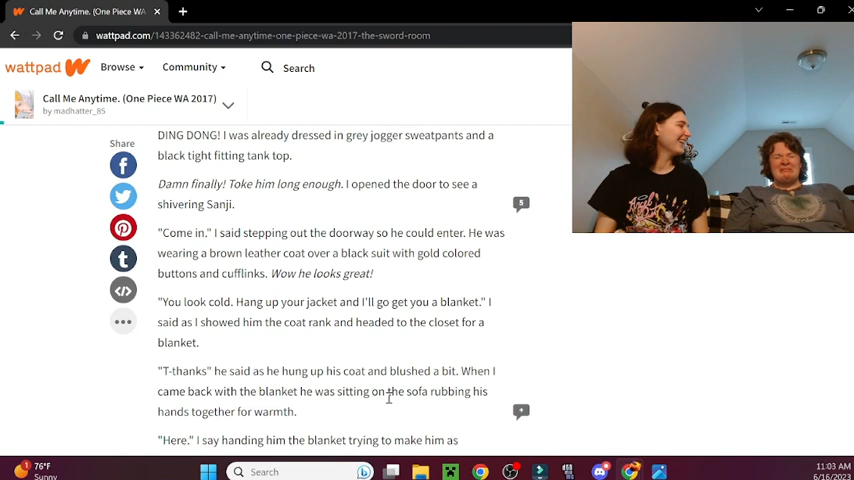 Call Me Anytime. (One Piece WA
wattpad.com/143362482-call-me-anytime-one-piece-wa-2017-the-sword-room
wattpad
Browse
Community
Search
Call Me Anytime. (One Piece WA 2017)
by madhatter_85
Share
DING DONG! I was already dressed in grey jogger sweatpants and a
black tight fitting tank top.
Damn finally! Toke him long enough. I opened the door to see a
shivering Sanji.
5
"Come in." I said stepping out the doorway so he could enter. He was
wearing a brown leather coat over a black suit with gold colored
buttons and cufflinks. Wow he looks great!
"You look cold. Hang up your jacket and I'll go get you a blanket." I
said as I showed him the coat rank and headed to the closet for a
blanket.
"T-thanks" he said as he hung up his coat and blushed a bit. When I
came back with the blanket he was sitting on the sofa rubbing his
hands together for warmth.
+
"Here." I say handing him the blanket trying to make him as
1
76°F
Sunny
Search
11:03 AM
6/16/2023